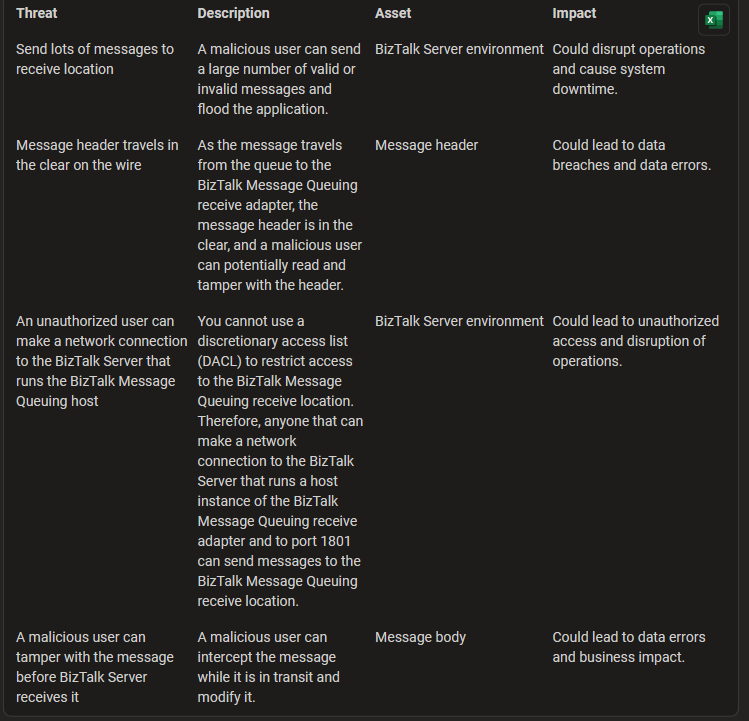 Threat
Description
Asset
Impact
Send lots of messages to
receive location
A malicious user can send
a large number of valid or
invalid messages and
flood the application.
BizTalk Server environment
Could disrupt operations
and cause system
downtime.
Message header travels in
the clear on the wire
As the message travels
from the queue to the
BizTalk Message Queuing
receive adapter, the
message header is in the
clear, and a malicious user
can potentially read and
tamper with the header.
Message header
Could lead to data
breaches and data errors.
An unauthorized user can
make a network connection
to the BizTalk Server that
runs the BizTalk Message
Queuing host
You cannot use a
discretionary access list
(DACL) to restrict access
to the BizTalk Message
Queuing receive location.
Therefore, anyone that can
make a network
connection to the BizTalk
Server that runs a host
instance of the BizTalk
Message Queuing receive
adapter and to port 1801
can send messages to the
BizTalk Message Queuing
receive location.
BizTalk Server environment
Could lead to unauthorized
access and disruption of
operations.
A malicious user can
tamper with the message
before BizTalk Server
receives it
A malicious user can
intercept the message
while it is in transit and
modify it.
Message body
Could lead to data errors
and business impact.